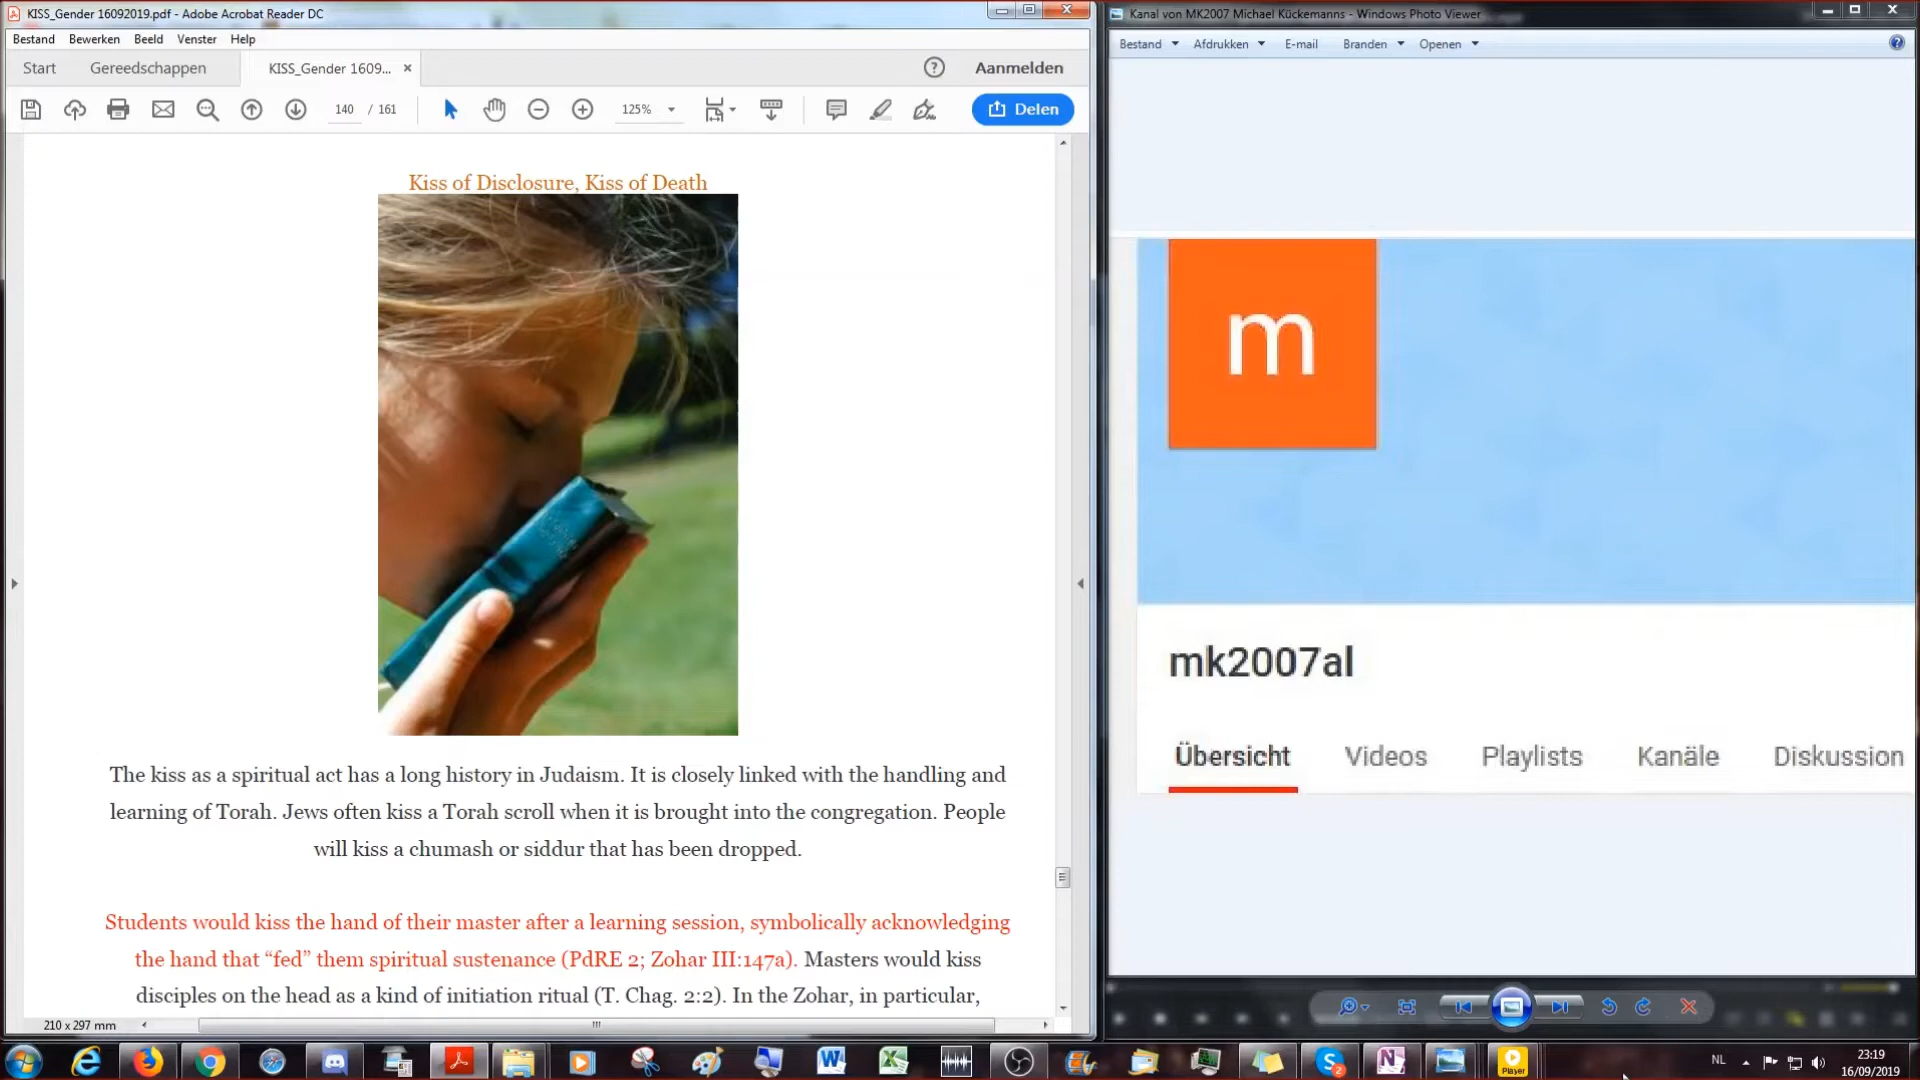 KISS_Gender 16092019.pdf - Adobe Acrobat Reader DC
Bestand Bewerken Beeld Venster Help
Start Gereedschappen KISS_Gender 1609... × Aanmelden
140 / 161 125% Delen
Kiss of Disclosure, Kiss of Death
The kiss as a spiritual act has a long history in Judaism. It is closely linked with the handling and
learning of Torah. Jews often kiss a Torah scroll when it is brought into the congregation. People
will kiss a chumash or siddur that has been dropped.
Students would kiss the hand of their master after a learning session, symbolically acknowledging
the hand that “fed” them spiritual sustenance (PdRE 2; Zohar III:147a). Masters would kiss
disciples on the head as a kind of initiation ritual (T. Chag. 2:2). In the Zohar, in particular,
210 x 297 mm
Kanal von MK2007 Michael Kückemanns - Windows Photo Viewer
Bestand Afdrukken E-mail Branden Openen
m
mk2007al
Übersicht Videos Playlists Kanäle Diskussion
Player
NL
23:19
16/09/2019